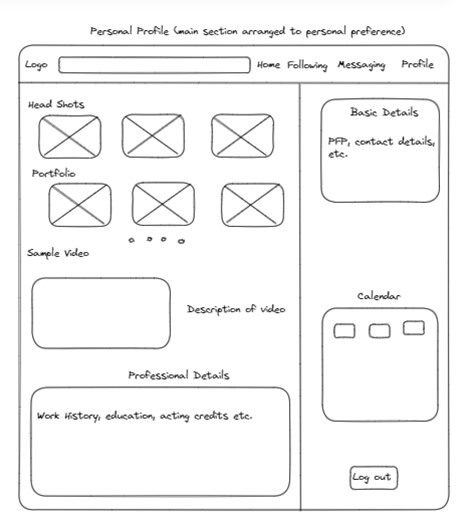 Personal Profile (main section arranged to personal preference)
Logo
Home Following Messaging Profile
Head Shots
Portfolio
Sample Video
Description of video
Professional Details
Work History, education, acting credits etc.
Basic Details
PFP, contact details,
etc.
Calendar
Log out